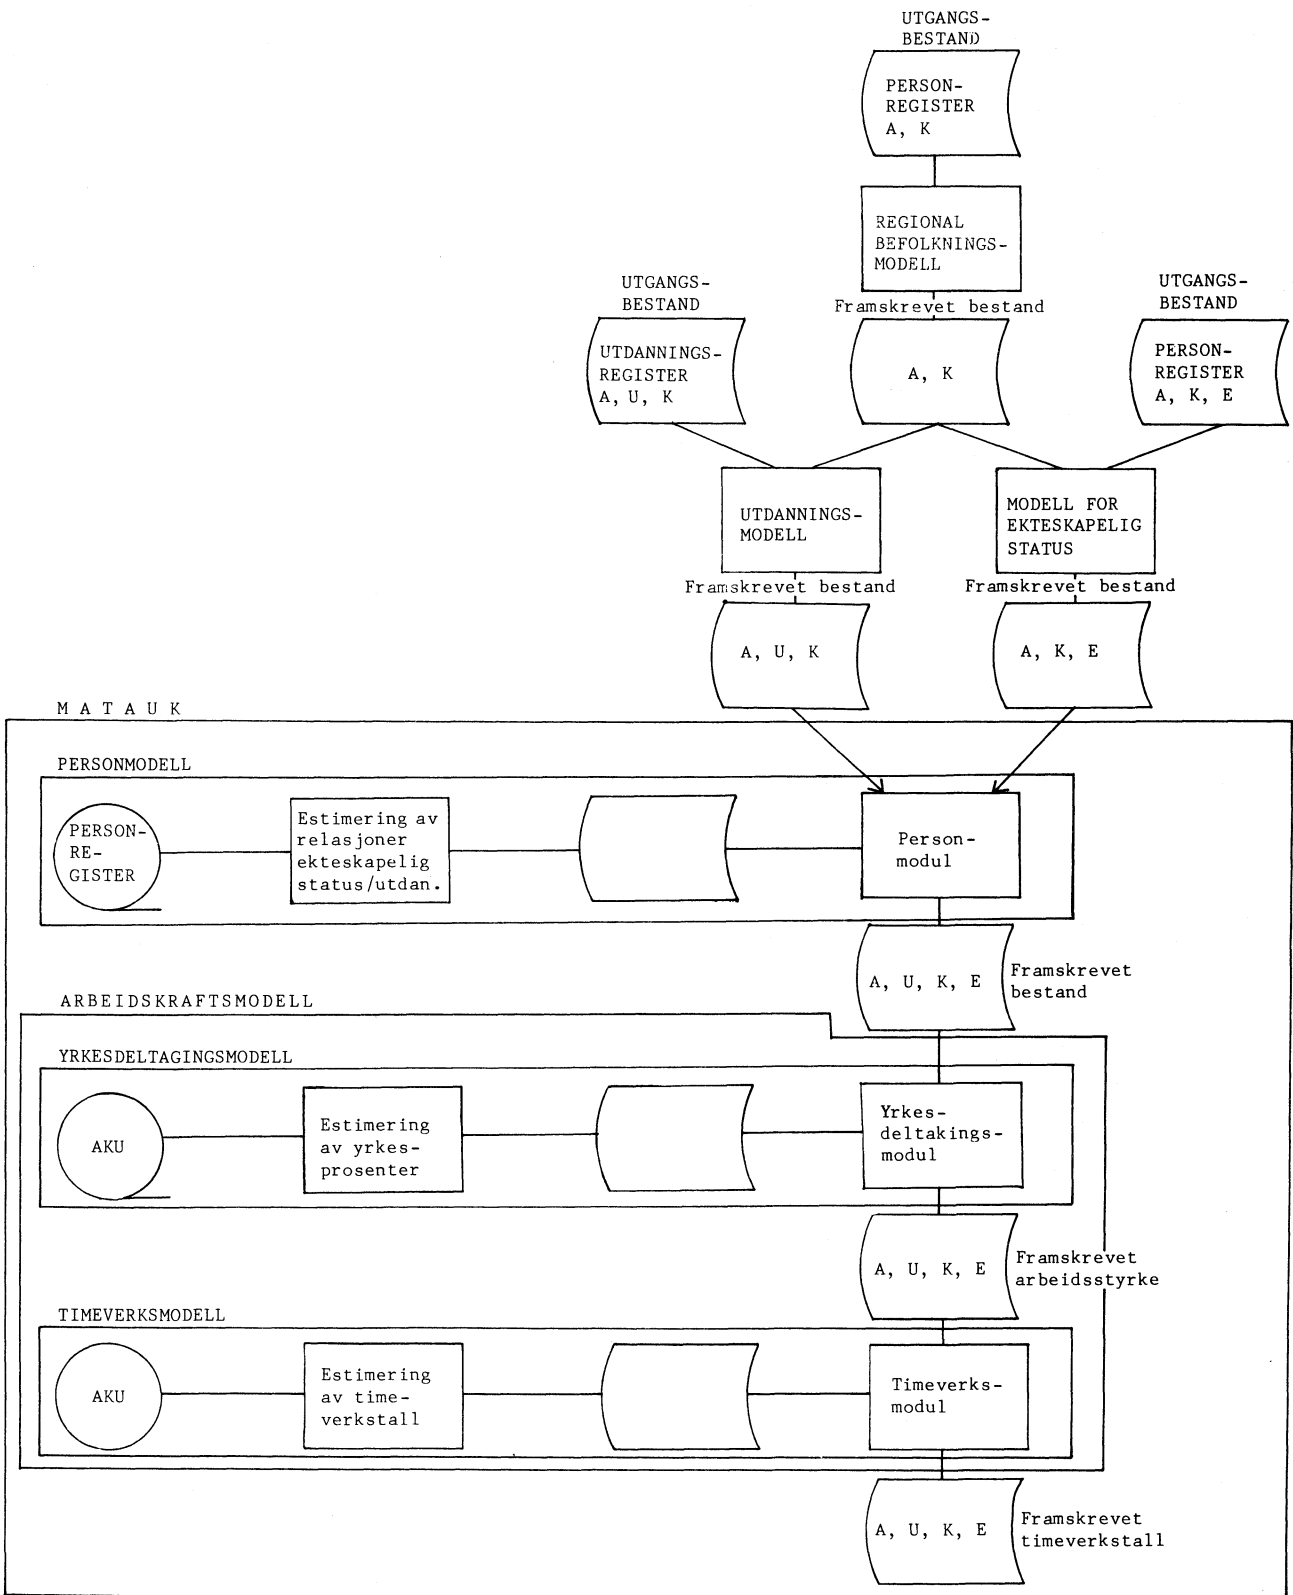 UTGANGS-
BESTAND
PERSON-
REGISTER
A, K
REGIONAL
BEFOLKNINGS-
MODELL
UTGANGS-
BESTAND
Framskrevet bestand
UTGANGS-
BESTAND
UTDANNINGS-
REGISTER
A, U, K
A, K
PERSON-
REGISTER
A, K, E
UTDANNINGS-
MODELL
MODELL FOR
EKTESKAPELIG
STATUS
Framskrevet bestand
Framskrevet bestand
A, U, K
A, K, E
M A T A U K
PERSONMODELL
PERSON-
RE-
GISTER
Estimering av
relasjoner
ekteskapelig
status/utdan.
Person-
modul
A, U, K, E
Framskrevet
bestand
ARBEIDSKRAFTSMODELL
YRKESDELTAGINGSMODELL
AKU
Estimering
av yrkes-
prosenter
Yrkes-
deltakings-
modul
A, U, K, E
Framskrevet
arbeidsstyrke
TIMEVERKSMODELL
AKU
Estimering
av time-
verkstall
Timeverks-
modul
A, U, K, E
Framskrevet
timeverkstall